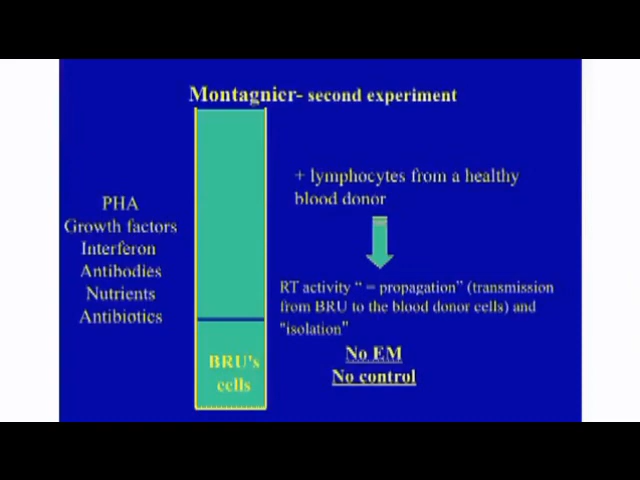 Montagnier- second experiment
+ lymphocytes from a healthy
blood donor
PHA
Growth factors
Interferon
Antibodies
Nutrients
Antibiotics
RT activity “ = propagation” (transmission
from BRU to the blood donor cells) and
"isolation"
No EM
No control
BRU's
cells